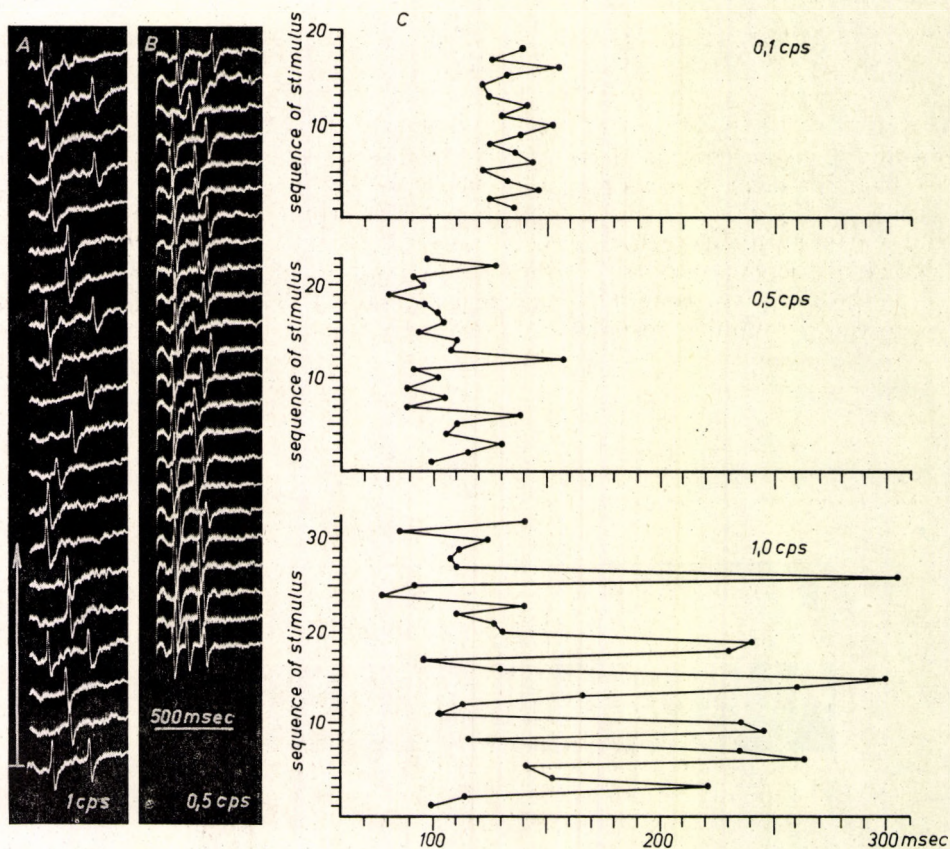 A
1 cps
B
500 msec
0,5 cps
C
sequence of stimulus
20
10
0,1 cps
sequence of stimulus
20
10
0,5 cps
sequence of stimulus
30
20
10
1,0 cps
100 200 300 msec